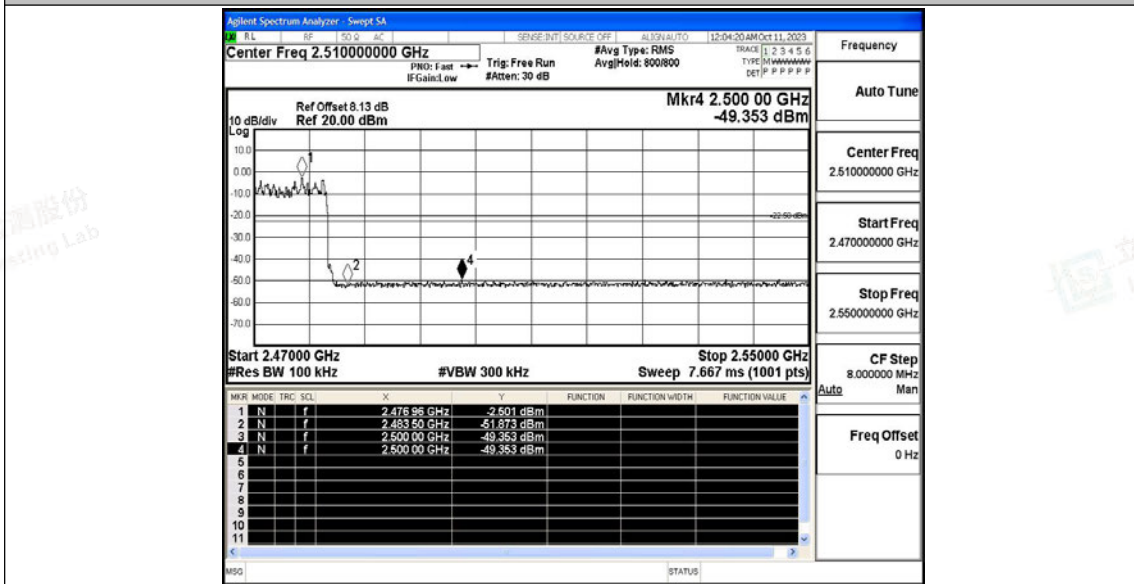 Agilent Spectrum Analyzer - Swept SA
RL RF 50 Ω AC SENSE:INT SOURCE OFF ALIGNAUTO 12:04:20 AM Oct 11, 2023
Center Freq 2.510000000 GHz
PNO: Fast
IFGain:Low
Trig: Free Run
#Atten: 30 dB
#Avg Type: RMS
Avg|Hold: 800/800
TRACE 1 2 3 4 5 6
TYPE M
DET P P P P P P
Ref Offset 8.13 dB
Ref 20.00 dBm
10 dB/div
Log
Mkr4 2.500 00 GHz
-49.353 dBm
10.0
0.00
-10.0
-20.0
-30.0
-40.0
-50.0
-60.0
-70.0
1
2
4
-22.50 dBm
Start 2.47000 GHz
Stop 2.55000 GHz
#Res BW 100 kHz
#VBW 300 kHz
Sweep 7.667 ms (1001 pts)
MKR MODE TRC SCL X Y FUNCTION FUNCTION WIDTH FUNCTION VALUE
1 N f 2.476 96 GHz -2.501 dBm
2 N f 2.483 50 GHz -51.873 dBm
3 N f 2.500 00 GHz -49.353 dBm
4 N f 2.500 00 GHz -49.353 dBm
5
6
7
8
9
10
11
MSG
STATUS
Frequency
Auto Tune
Center Freq
2.510000000 GHz
Start Freq
2.470000000 GHz
Stop Freq
2.550000000 GHz
CF Step
8.000000 MHz
Auto Man
Freq Offset
0 Hz
测股份
sting Lab
立